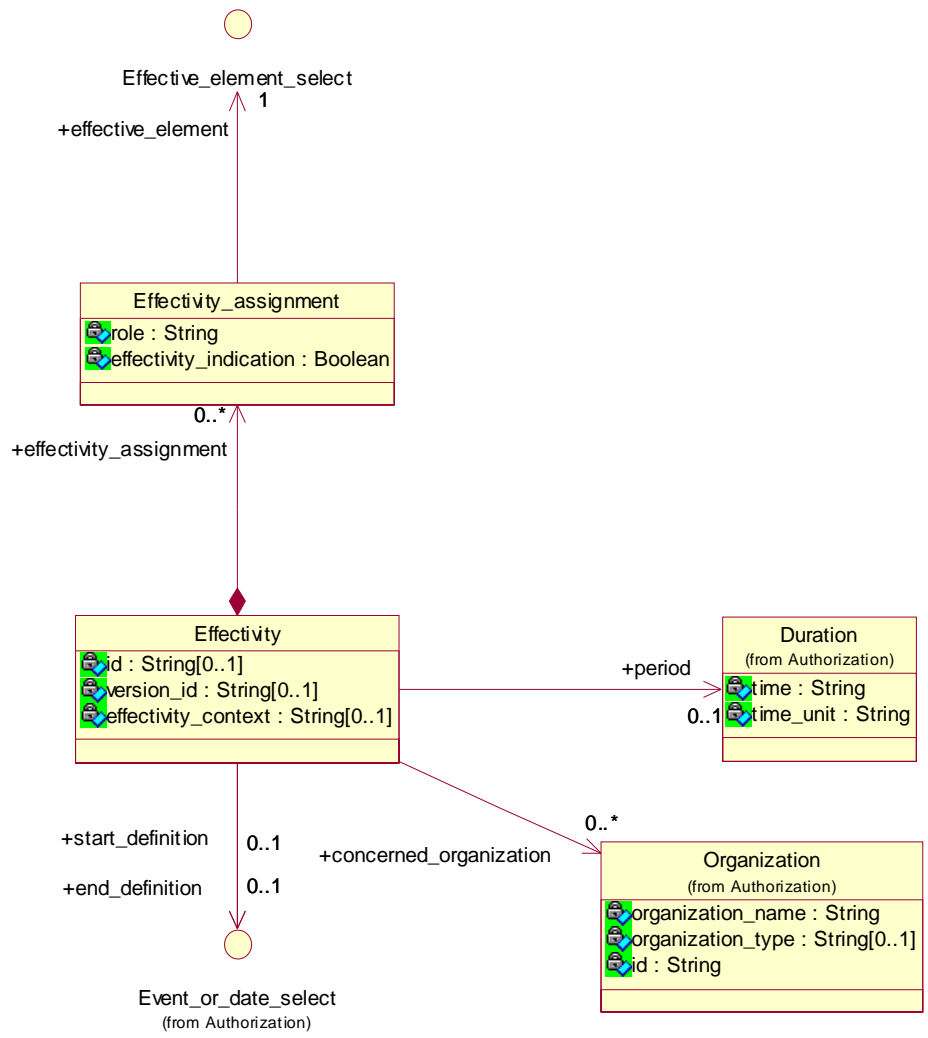 Effective_element_select
1
+effective_element
Effectivity_assignment
role : String
effectivity_indication : Boolean
0..*
+effectivity_assignment
Effectivity
id : String[0..1]
version_id : String[0..1]
effectivity_context : String[0..1]
+period
0..1
Duration
(from Authorization)
time : String
time_unit : String
+start_definition
0..1
+end_definition
0..1
+concerned_organization
0..*
Organization
(from Authorization)
organization_name : String
organization_type : String[0..1]
id : String
Event_or_date_select
(from Authorization)